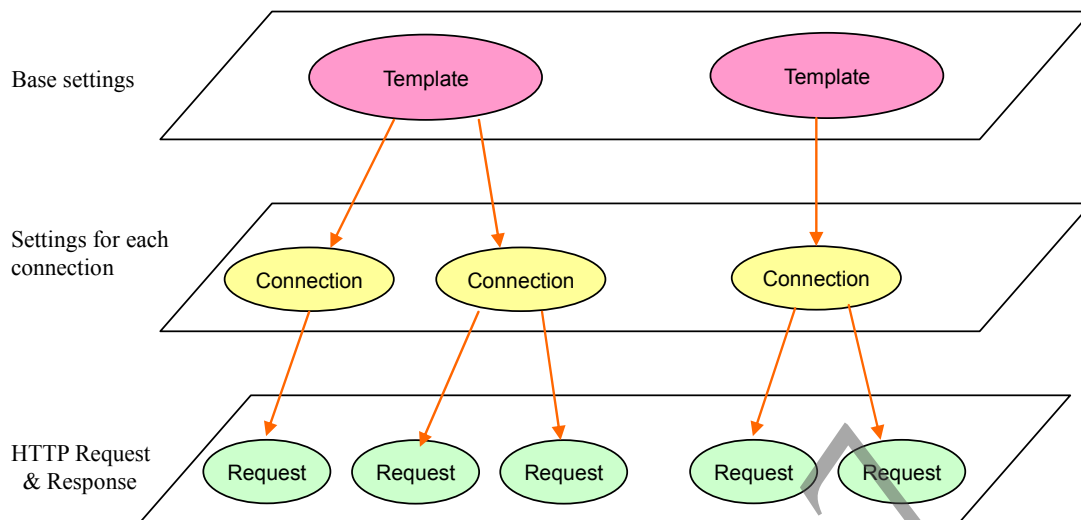 Base settings
Template
Template
Settings for each
connection
Connection
Connection
Connection
HTTP Request
& Response
Request
Request
Request
Request
Request